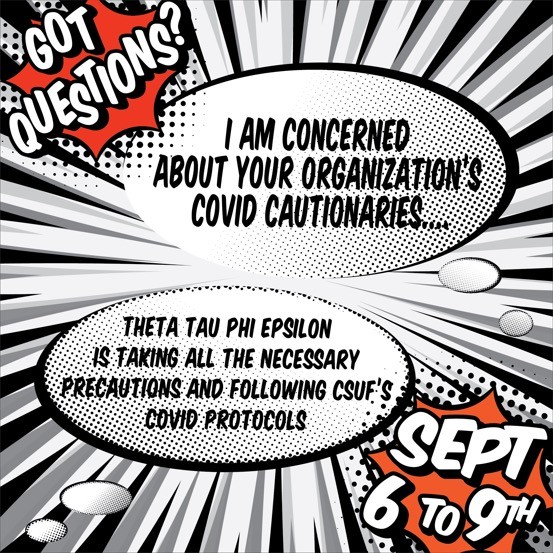 GOT
QUESTIONS?
I AM CONCERNED
ABOUT YOUR ORGANIZATION'S
COVID CAUTIONARIES....
THETA TAU PHI EPSILON
IS TAKING ALL THE NECESSARY
PRECAUTIONS AND FOLLOWING CSUF'S
COVID PROTOCOLS
SEPT
6 TO 9TH